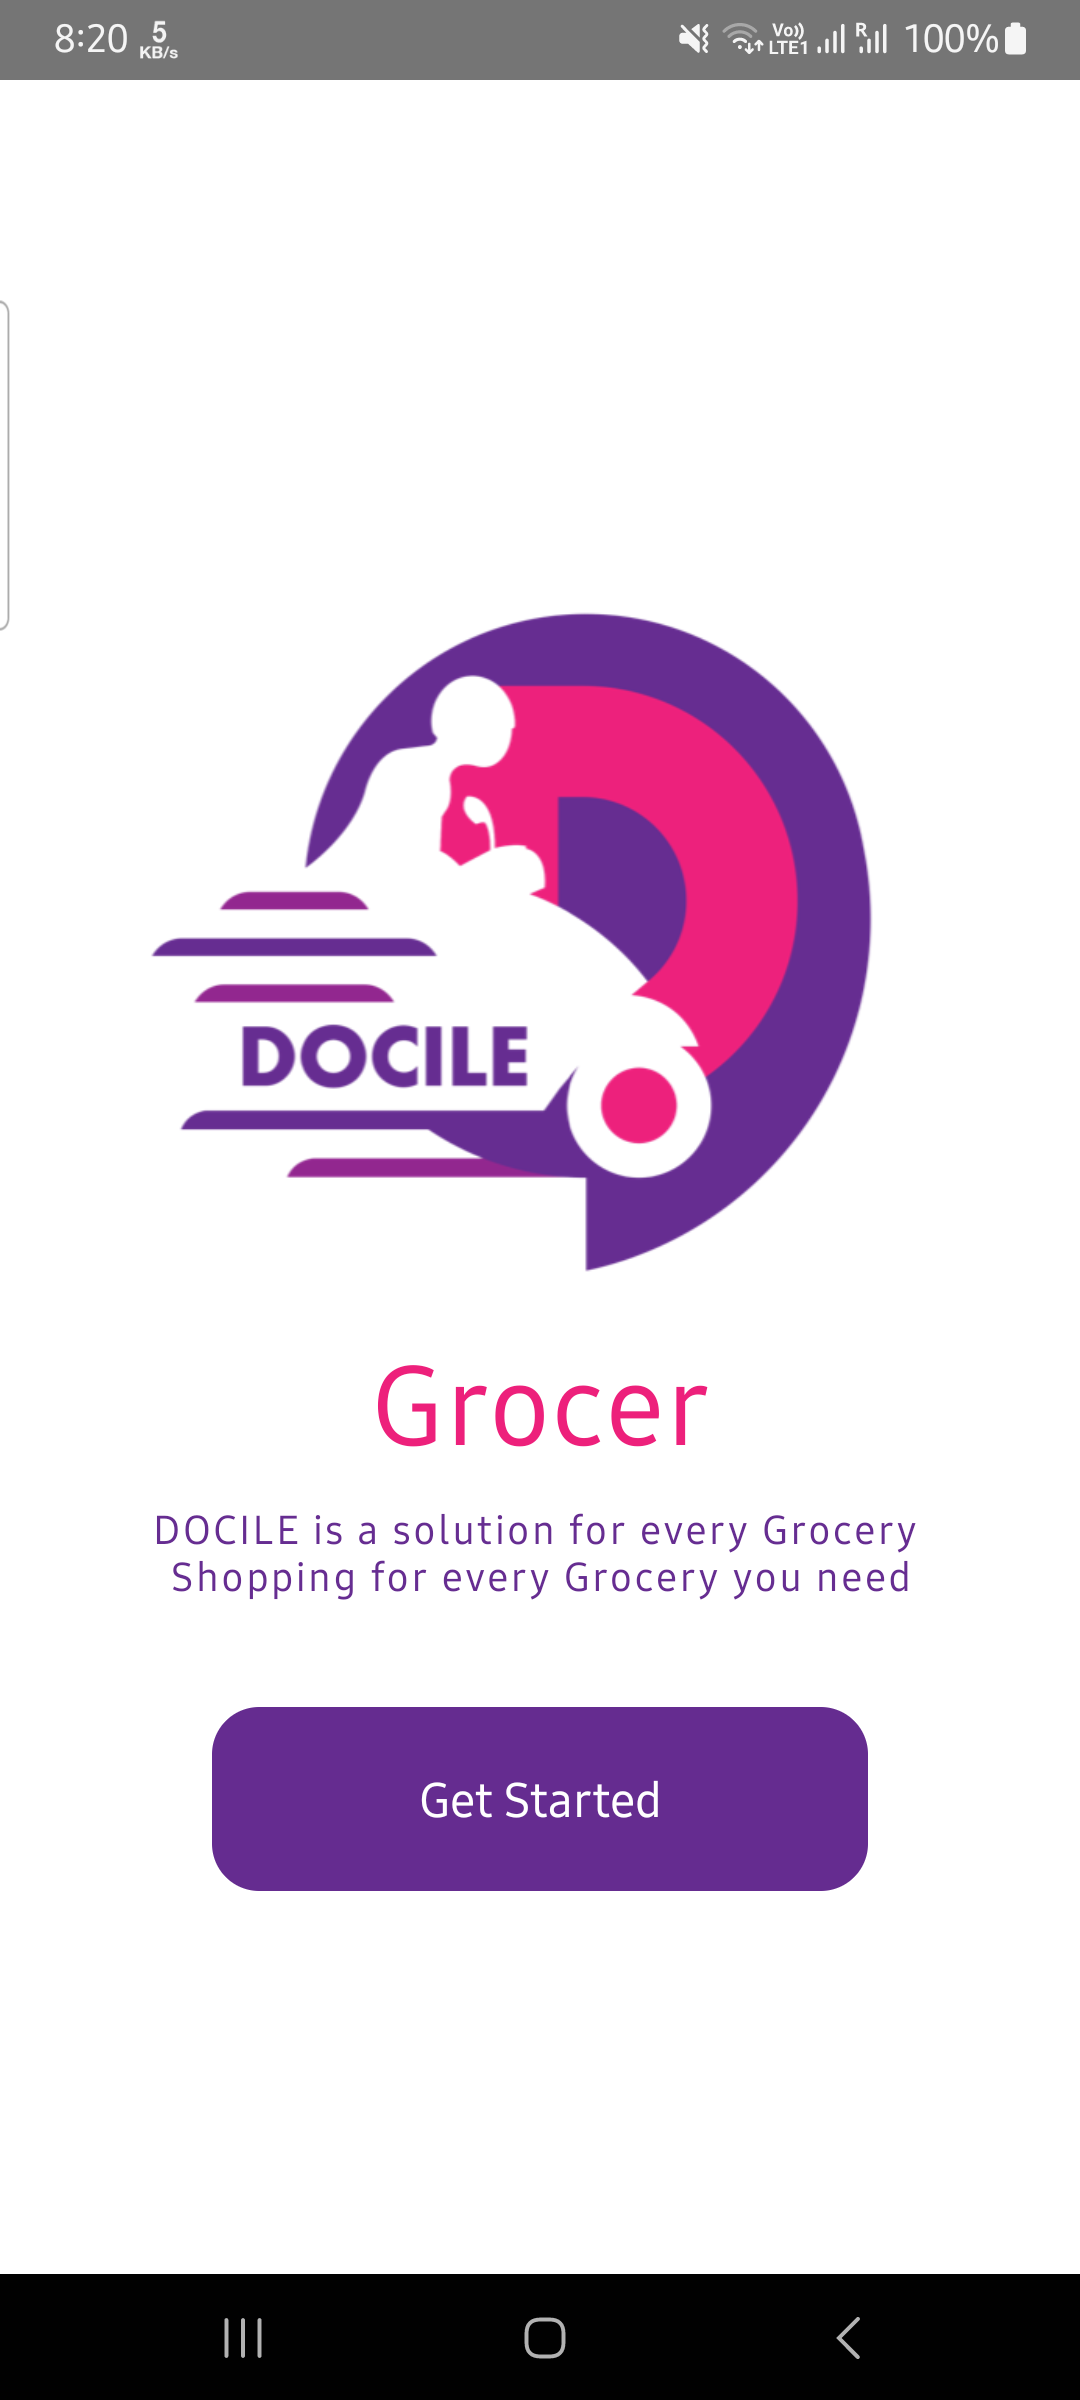 8:20 5 KB/s Vo)) LTE1 R 100%
DOCILE
Grocer
DOCILE is a solution for every Grocery
Shopping for every Grocery you need
Get Started